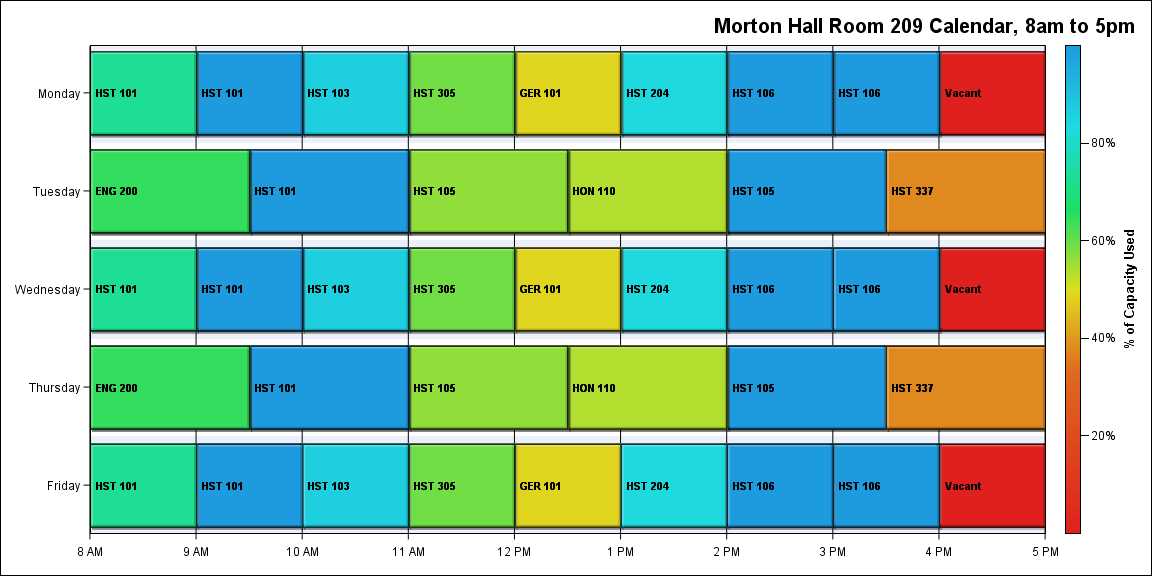 Morton Hall Room 209 Calendar, 8am to 5pm
Monday
HST 101
HST 101
HST 103
HST 305
GER 101
HST 204
HST 106
HST 106
Vacant
Tuesday
ENG 200
HST 101
HST 105
HON 110
HST 105
HST 337
Wednesday
HST 101
HST 101
HST 103
HST 305
GER 101
HST 204
HST 106
HST 106
Vacant
Thursday
ENG 200
HST 101
HST 105
HON 110
HST 105
HST 337
Friday
HST 101
HST 101
HST 103
HST 305
GER 101
HST 204
HST 106
HST 106
Vacant
8 AM
9 AM
10 AM
11 AM
12 PM
1 PM
2 PM
3 PM
4 PM
5 PM
80%
60%
40%
20%
% of Capacity Used